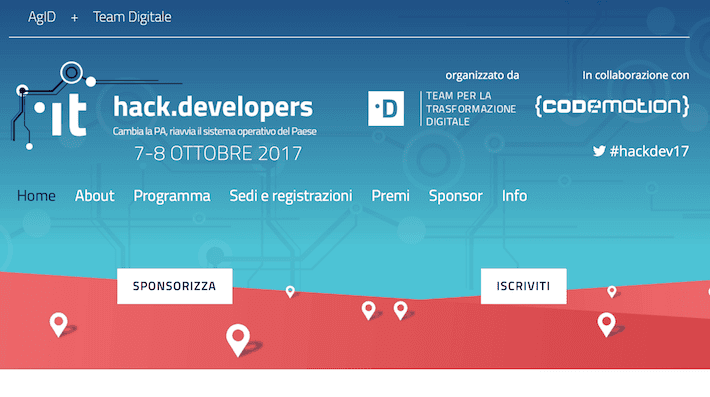 AgID + Team Digitale
organizzato da
In collaborazione con
·it hack.developers
Cambia la PA, riavvia il sistema operativo del Paese
7-8 OTTOBRE 2017
·D
TEAM PER LA
TRASFORMAZIONE
DIGITALE
{CODEMOTION}
#hackdev17
Home About Programma Sedi e registrazioni Premi Sponsor Info
SPONSORIZZA
ISCRIVITI